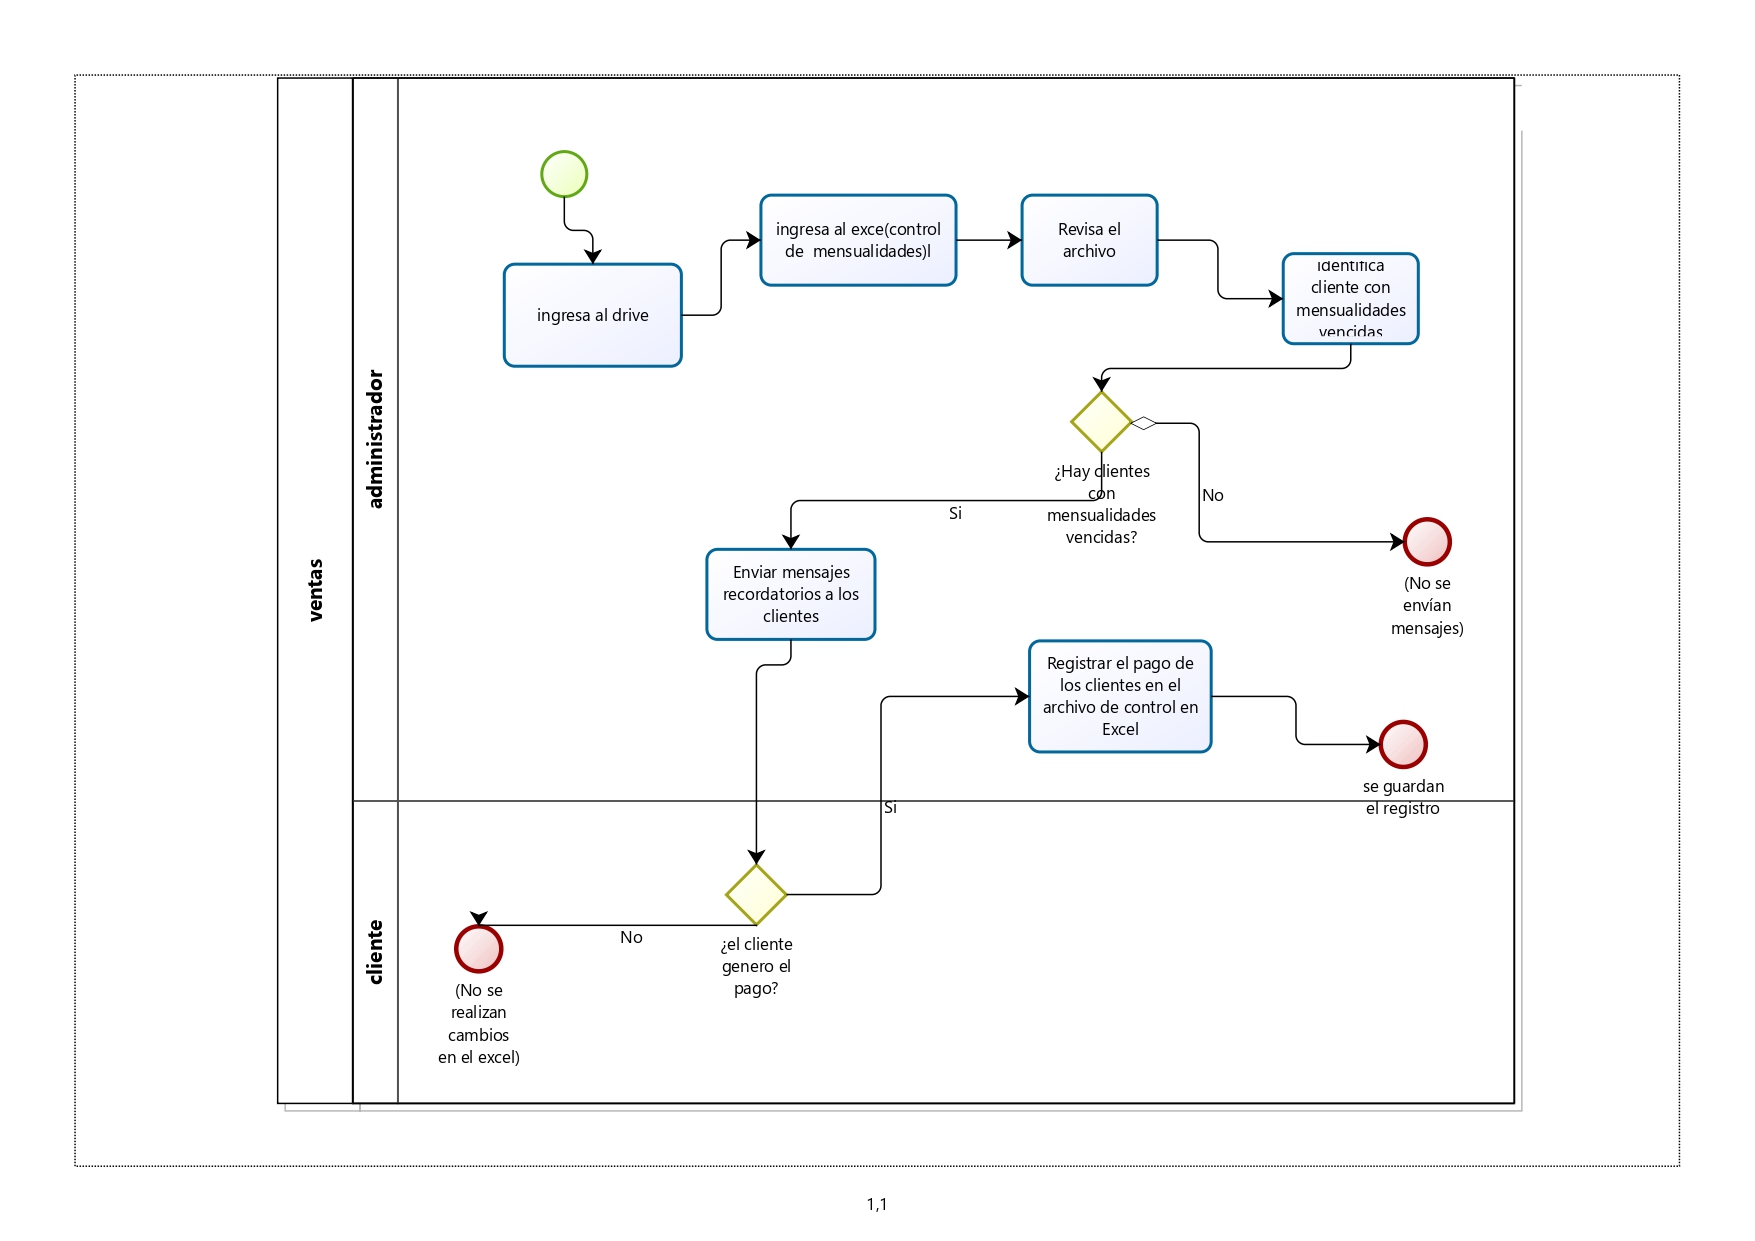 ventas
administrador
ingresa al drive
ingresa al exce(control
de  mensualidades)l
Revisa el
archivo
identifica
cliente con
mensualidades
vencidas
¿Hay clientes
con
mensualidades
vencidas?
Si
No
(No se
envían
mensajes)
Enviar mensajes
recordatorios a los
clientes
Registrar el pago de
los clientes en el
archivo de control en
Excel
se guardan
el registro
Si
cliente
¿el cliente
genero el
pago?
No
(No se
realizan
cambios
en el excel)
1,1